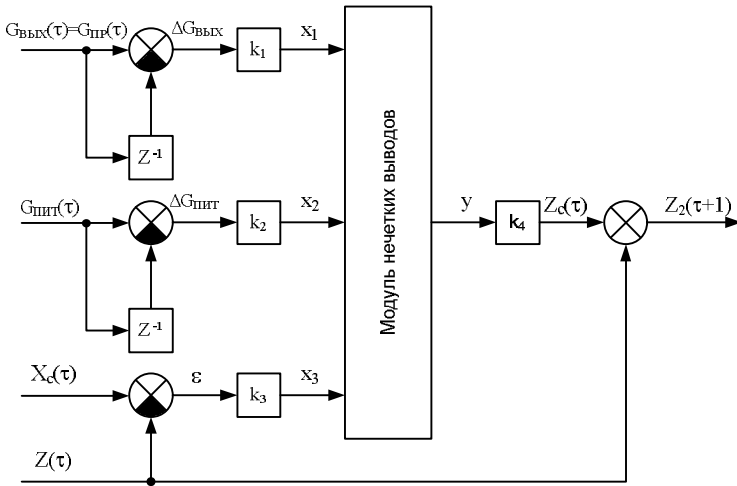 Gвых(τ)=Gпр(τ)
ΔGвых
k1
x1
Z-1
Gпит(τ)
ΔGпит
k2
x2
Z-1
Xc(τ)
ε
k3
x3
Z(τ)
Модуль нечетких выводов
y
k4
Zc(τ)
Z2(τ+1)